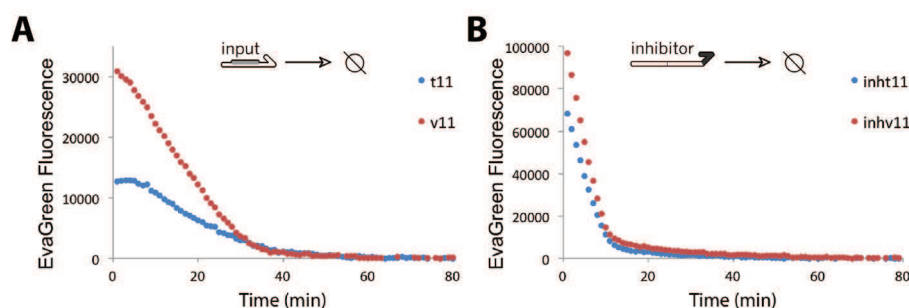 A
input
t11
v11
EvaGreen Fluorescence
30000
20000
10000
0
0 20 40 60 80
Time (min)
B
inhibitor
inht11
inhv11
EvaGreen Fluorescence
100000
80000
60000
40000
20000
0
0 20 40 60 80
Time (min)